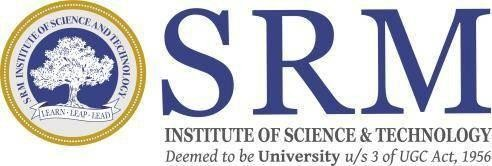 SRM INSTITUTE OF SCIENCE AND TECHNOLOGY
LEARN - LEAP - LEAD
SRM
INSTITUTE OF SCIENCE & TECHNOLOGY
Deemed to be University u/s 3 of UGC Act, 1956